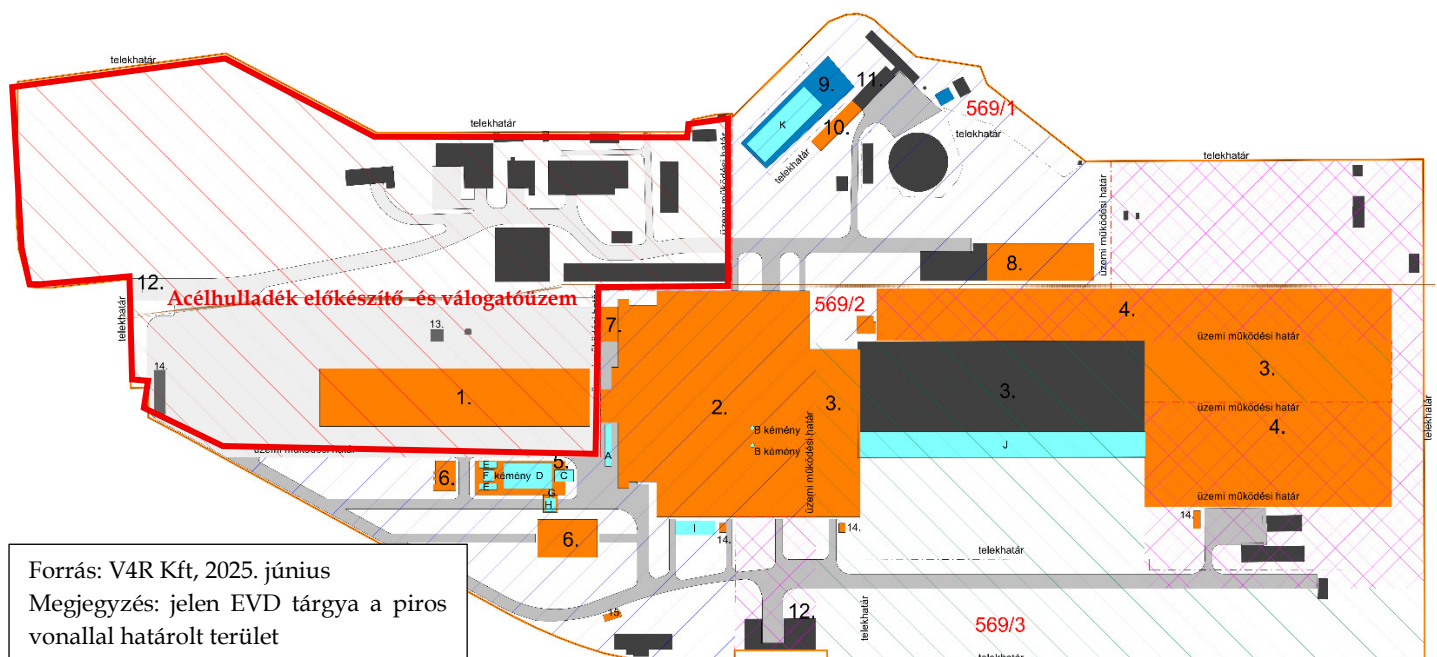 telekhatár
telekhatár
telekhatár
9.
11.
K
10.
569/1
telekhatár
telekhatár
telekhatár
üzemi működési határ
üzemi működési határ
8.
12.
Acélhulladék előkészítő -és válogatóüzem
telekhatár
13.
14.
1.
7.
569/2
4.
üzemi működési határ
3.
3.
2.
3.
B kémény
B kémény
üzemi működési határ
üzemi működési határ
4.
J
A
telekhatár
üzemi működési határ
6.
E
F
E
kémény
D
5.
C
G
H
6.
I
14.
14.
14.
üzemi működési határ
telekhatár
15.
12.
telekhatár
569/3
telekhatár
Forrás: V4R Kft, 2025. június
Megjegyzés: jelen EVD tárgya a piros
vonallal határolt terület